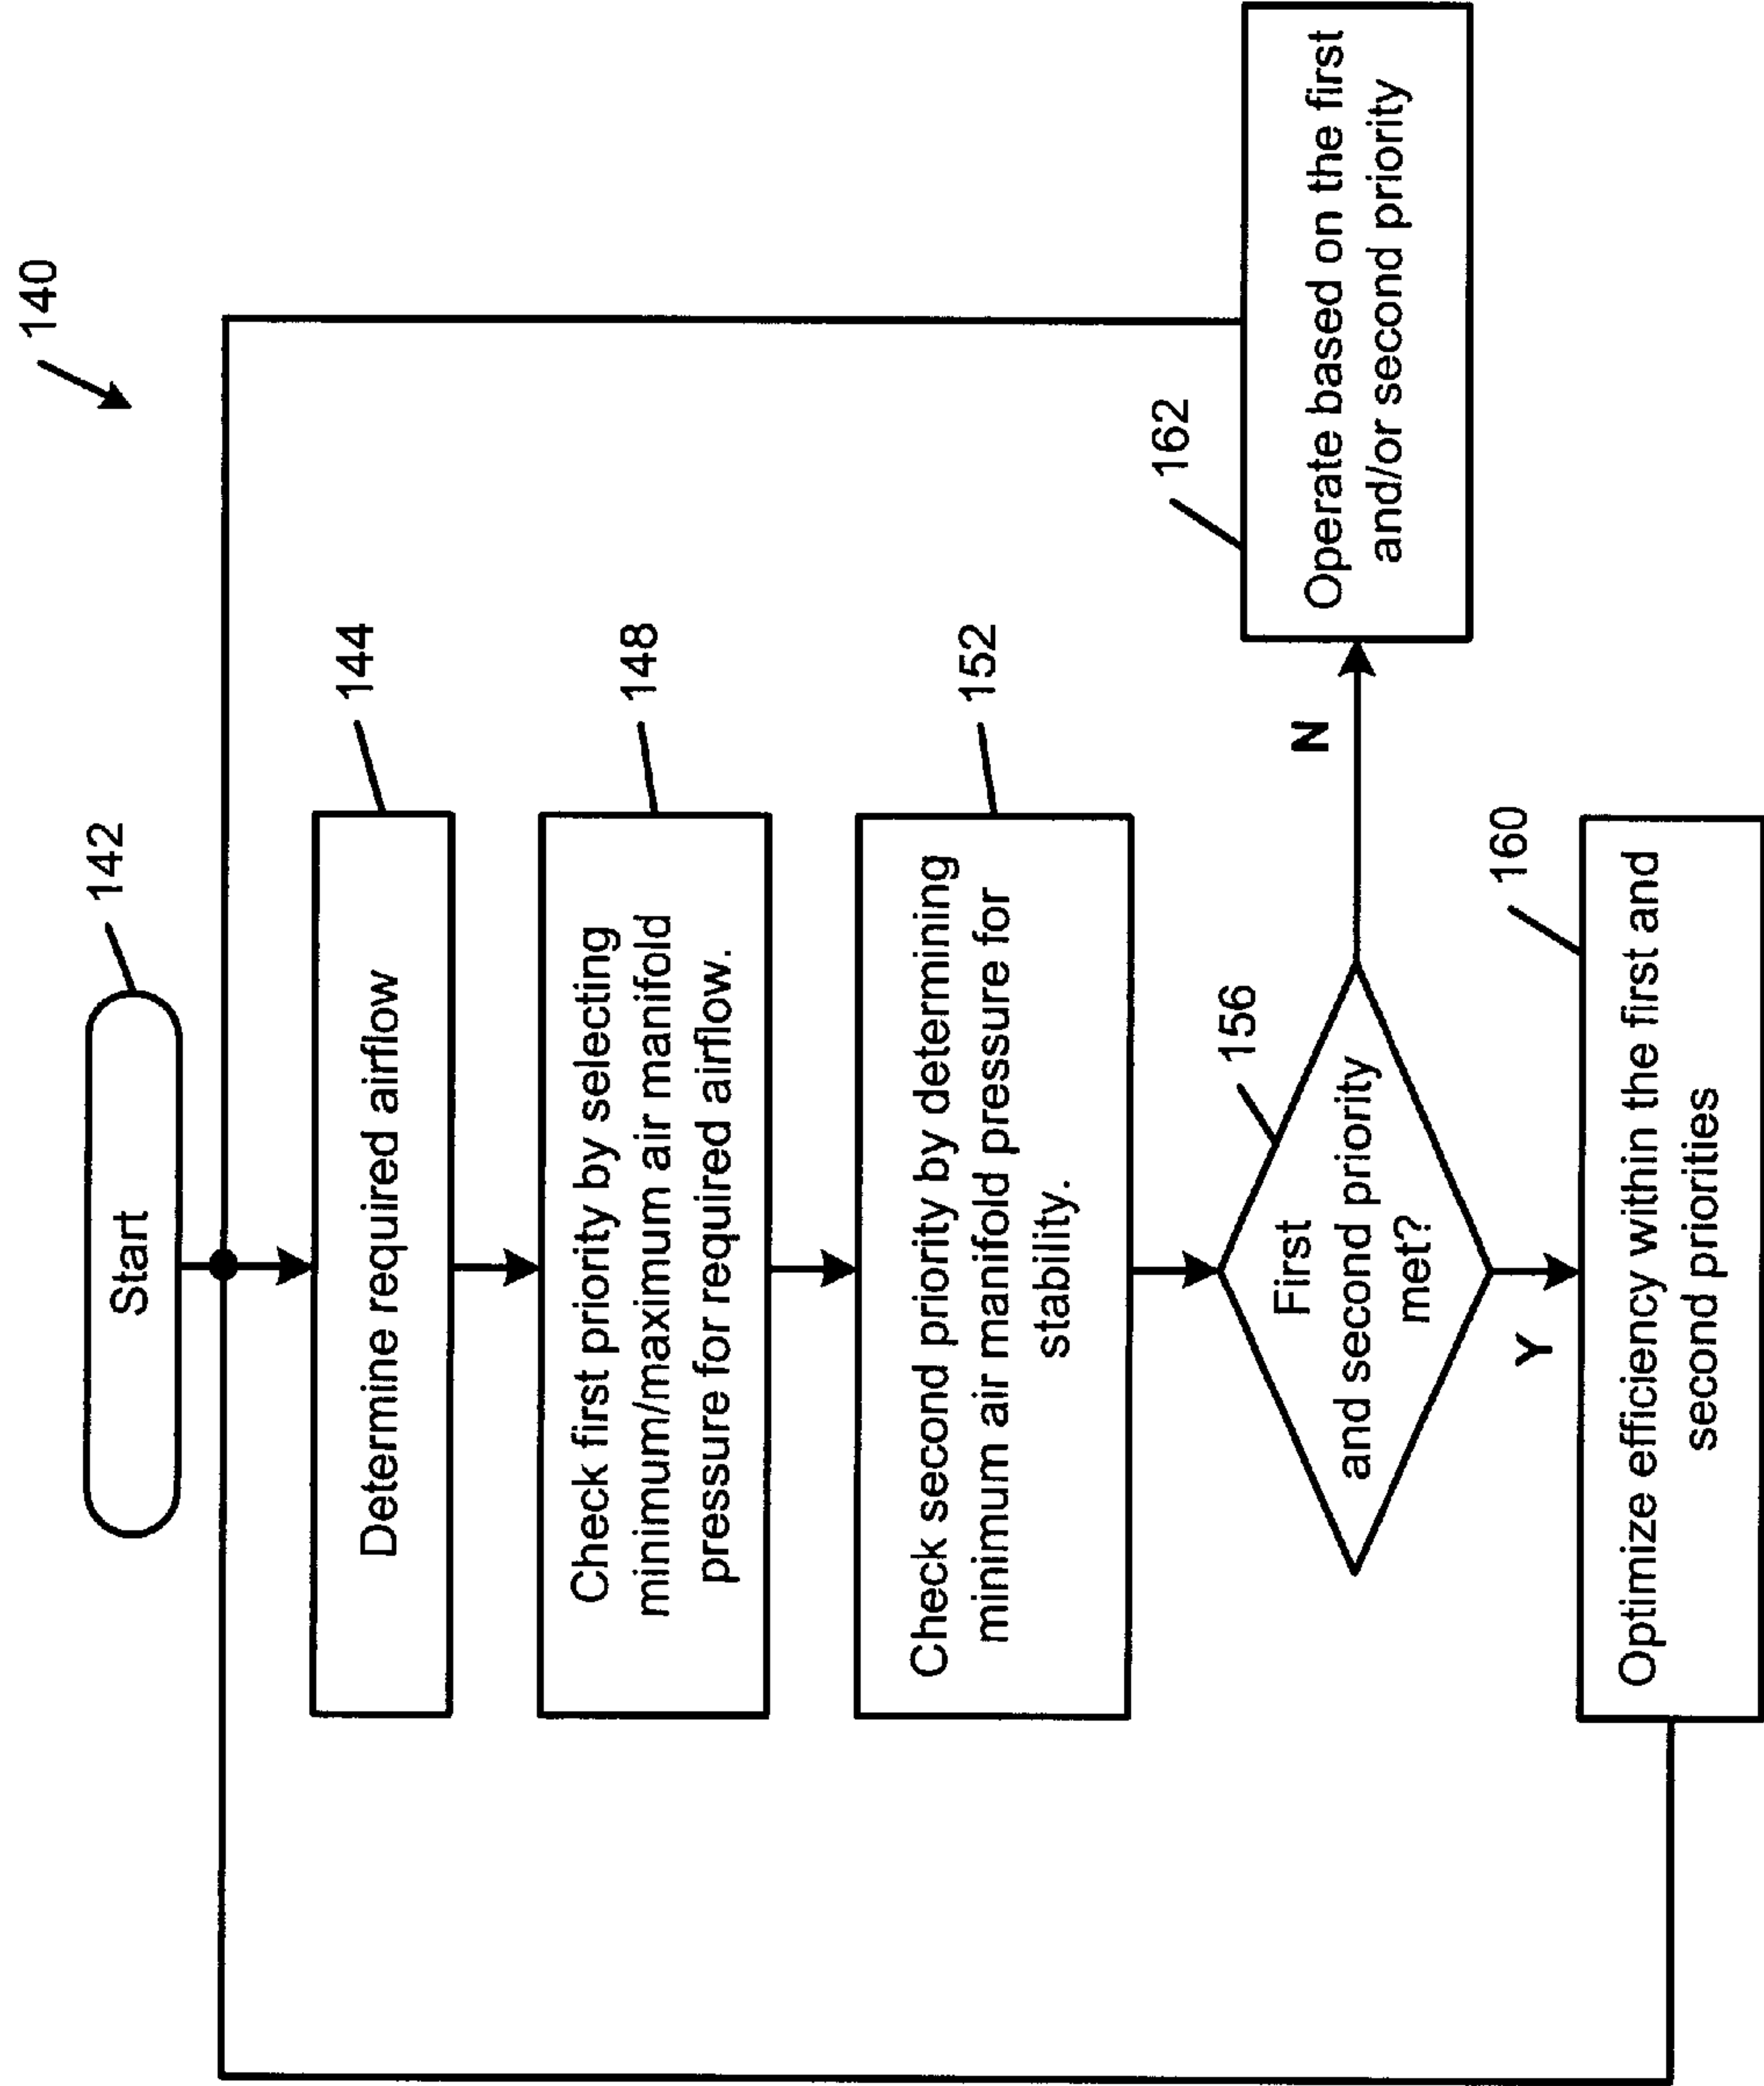 140
Start
142
Determine required airflow
144
Check first priority by selecting
minimum/maximum air manifold
pressure for required airflow.
148
Check second priority by determining
minimum air manifold pressure for
stability.
152
First
and second priority
met?
156
N
Operate based on the first
and/or second priority
162
Y
Optimize efficiency within the first and
second priorities
160